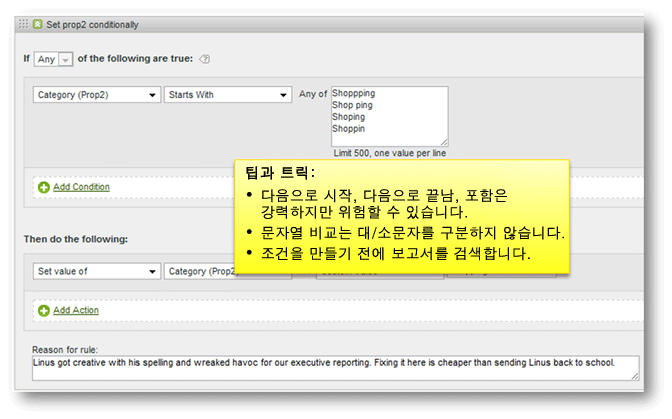 Set prop2 conditionally
If Any of the following are true:
Category (Prop2) Starts With Any of Shoppping
Shop ping
Shoping
Shoppin
Limit 500, one value per line
Add Condition
팁과 트릭:
• 다음으로 시작, 다음으로 끝남, 포함은
강력하지만 위험할 수 있습니다.
• 문자열 비교는 대/소문자를 구분하지 않습니다.
• 조건을 만들기 전에 보고서를 검색합니다.
Then do the following:
Set value of Category (Prop2)
Add Action
Reason for rule:
Linus got creative with his spelling and wreaked havoc for our executive reporting. Fixing it here is cheaper than sending Linus back to school.